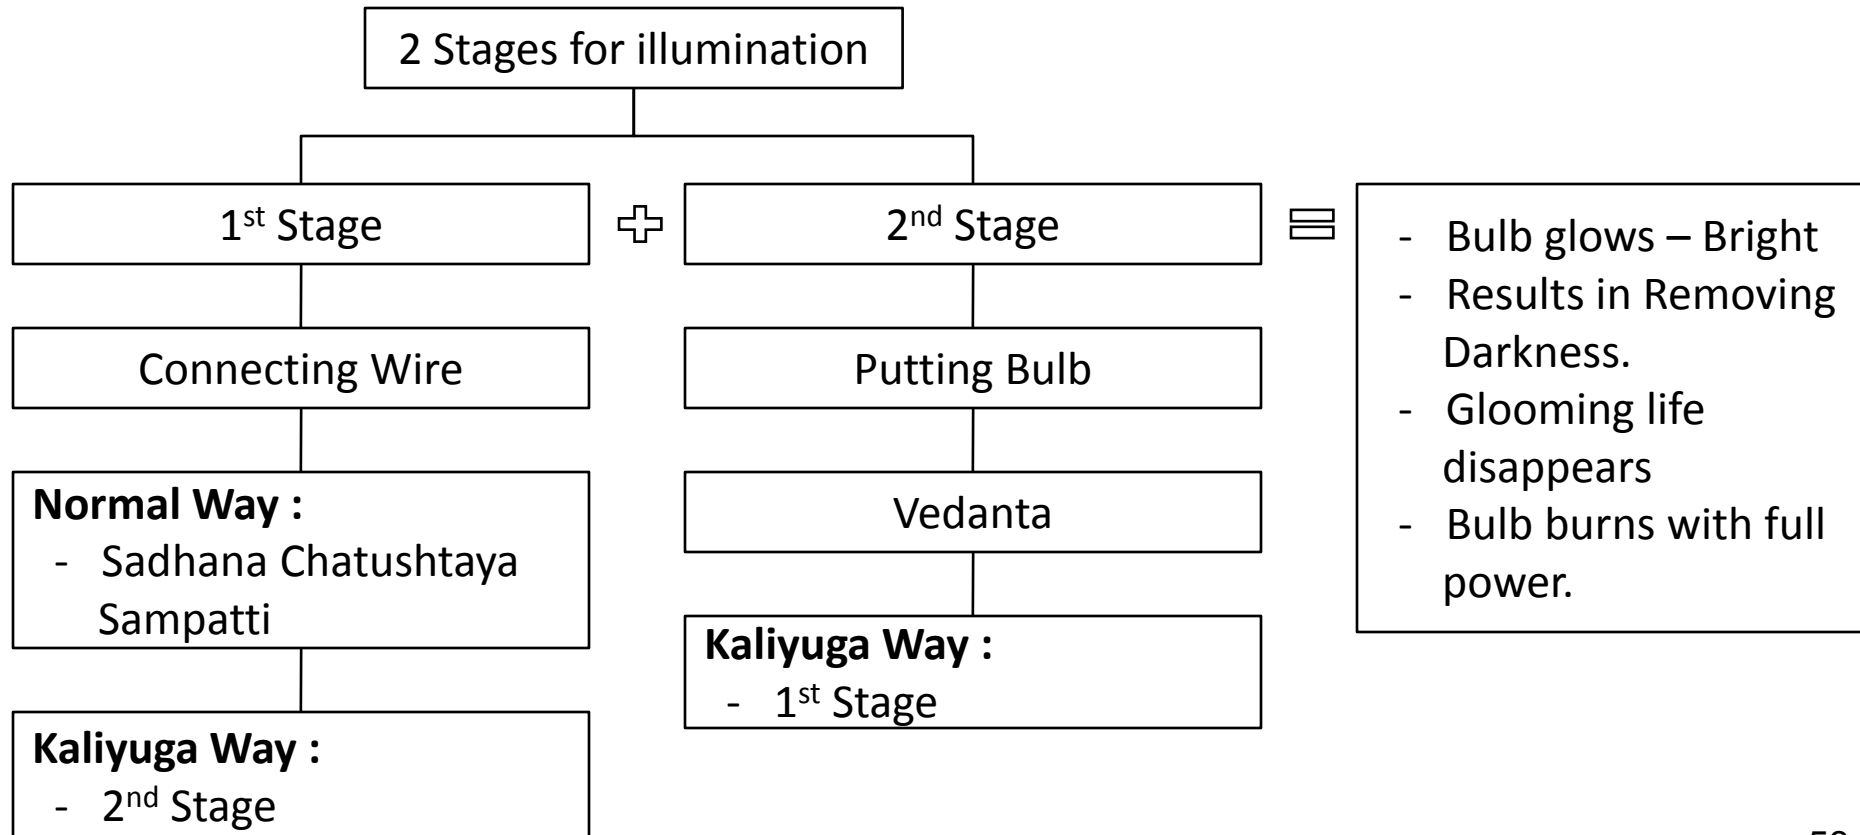 2 Stages for illumination
1st Stage
Connecting Wire
Normal Way :
- Sadhana Chatushtaya
Sampatti
Kaliyuga Way :
- 2nd Stage
2nd Stage
Putting Bulb
Vedanta
Kaliyuga Way :
- 1st Stage
- Bulb glows – Bright
- Results in Removing
Darkness.
- Glooming life
disappears
- Bulb burns with full
power.